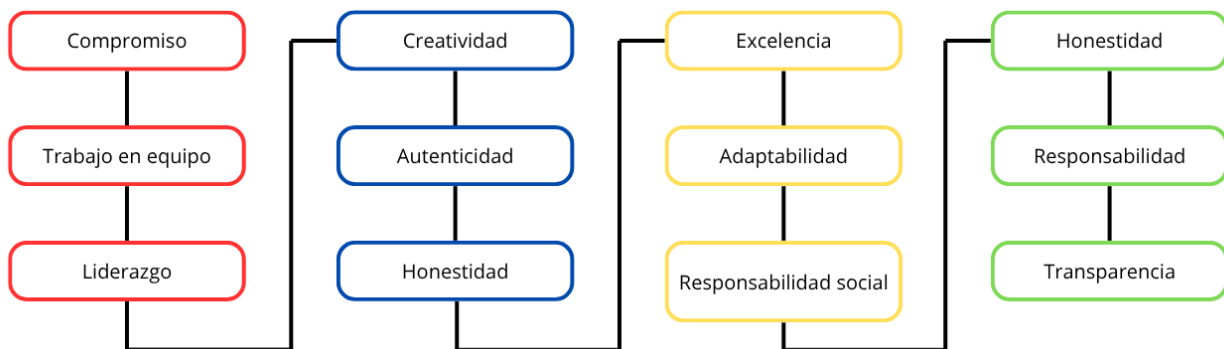 Compromiso
Trabajo en equipo
Liderazgo
Creatividad
Autenticidad
Honestidad
Excelencia
Adaptabilidad
Responsabilidad social
Honestidad
Responsabilidad
Transparencia